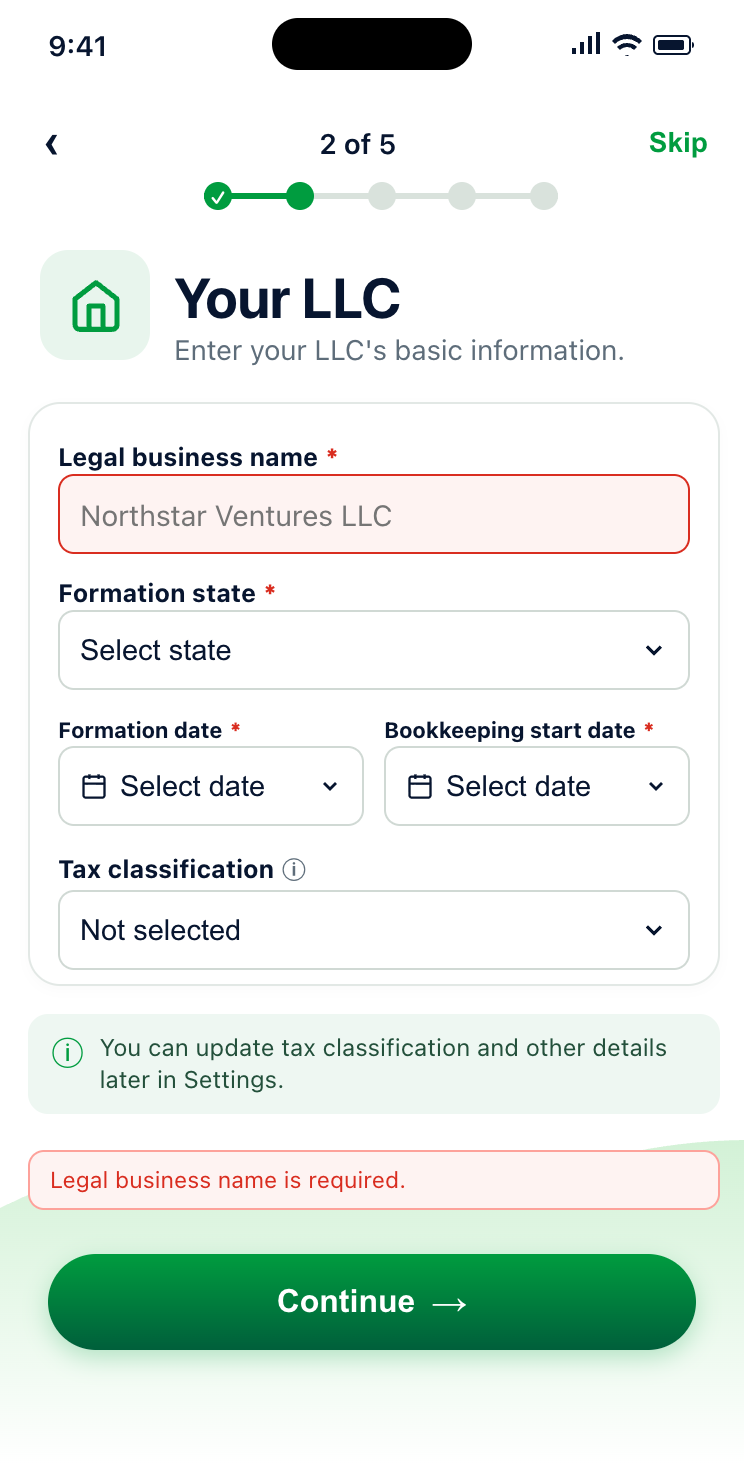 9:41
2 of 5
Skip
Your LLC
Enter your LLC's basic information.
Legal business name *
Northstar Ventures LLC
Formation state *
Select state
Formation date *
Bookkeeping start date *
Select date
Select date
Tax classification
Not selected
You can update tax classification and other details
later in Settings.
Legal business name is required.
Continue →